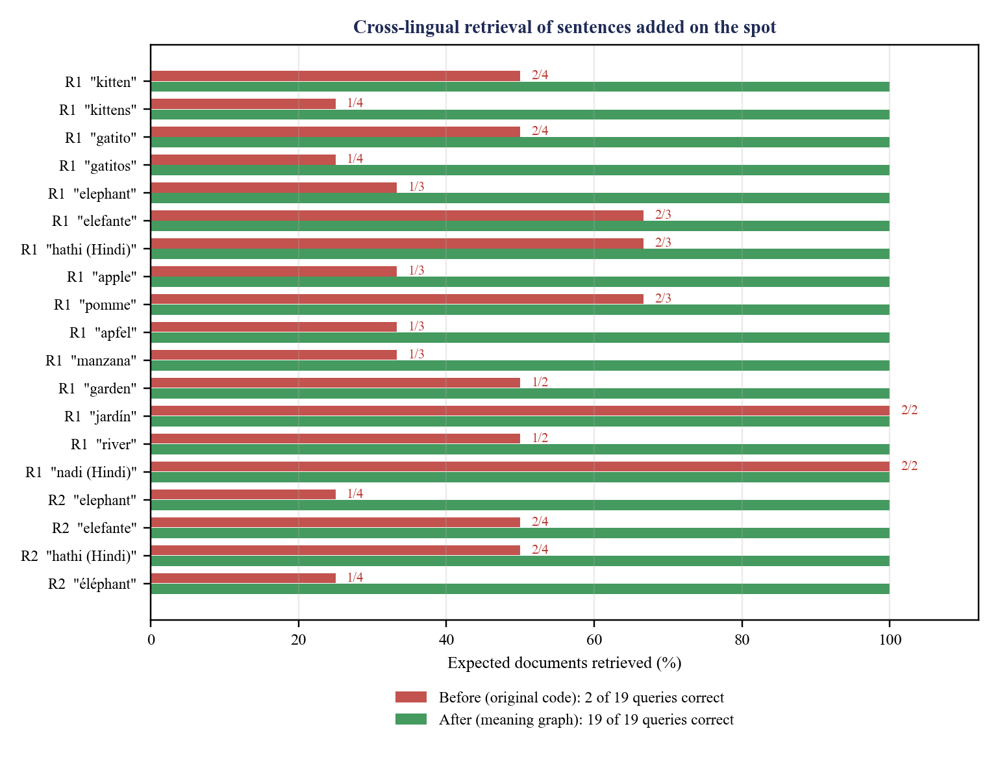 Cross-lingual retrieval of sentences added on the spot
R1 "kitten" 2/4
R1 "kittens" 1/4
R1 "gatito" 2/4
R1 "gatitos" 1/4
R1 "elephant" 1/3
R1 "elefante" 2/3
R1 "hathi (Hindi)" 2/3
R1 "apple" 1/3
R1 "pomme" 2/3
R1 "apfel" 1/3
R1 "manzana" 1/3
R1 "garden" 1/2
R1 "jardín" 2/2
R1 "river" 1/2
R1 "nadi (Hindi)" 2/2
R2 "elephant" 1/4
R2 "elefante" 2/4
R2 "hathi (Hindi)" 2/4
R2 "éléphant" 1/4
0 20 40 60 80 100
Expected documents retrieved (%)
Before (original code): 2 of 19 queries correct
After (meaning graph): 19 of 19 queries correct